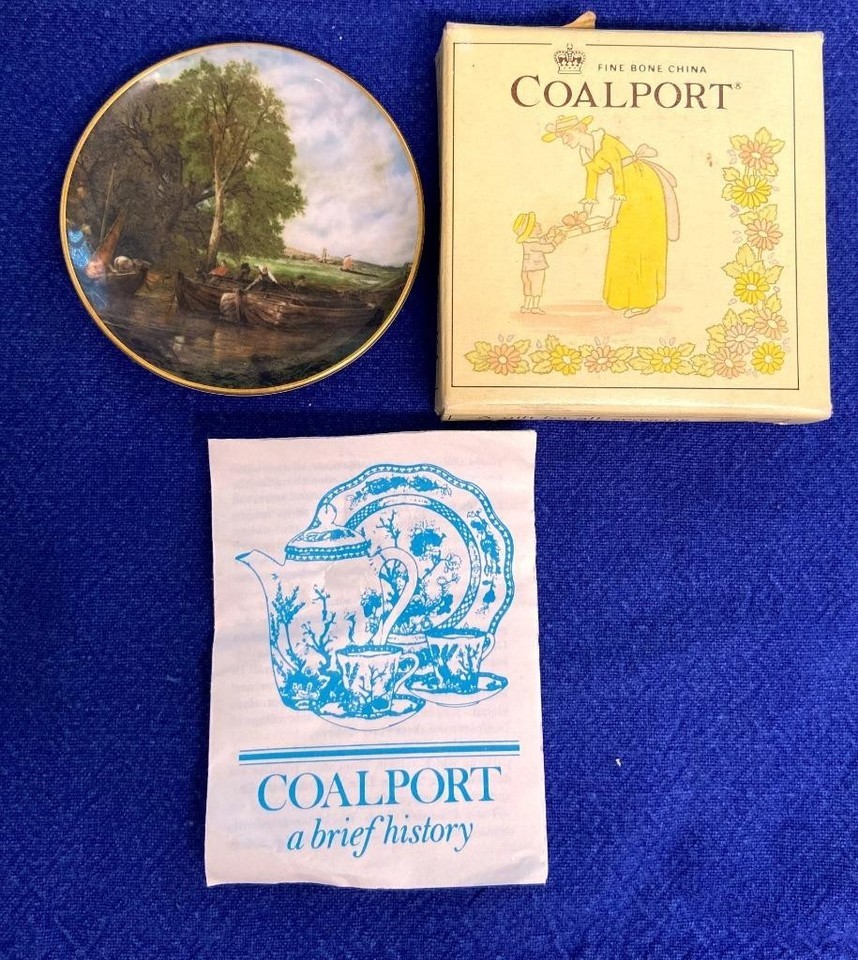 FINE BONE CHINA
COALPORT®
COALPORT
a brief history